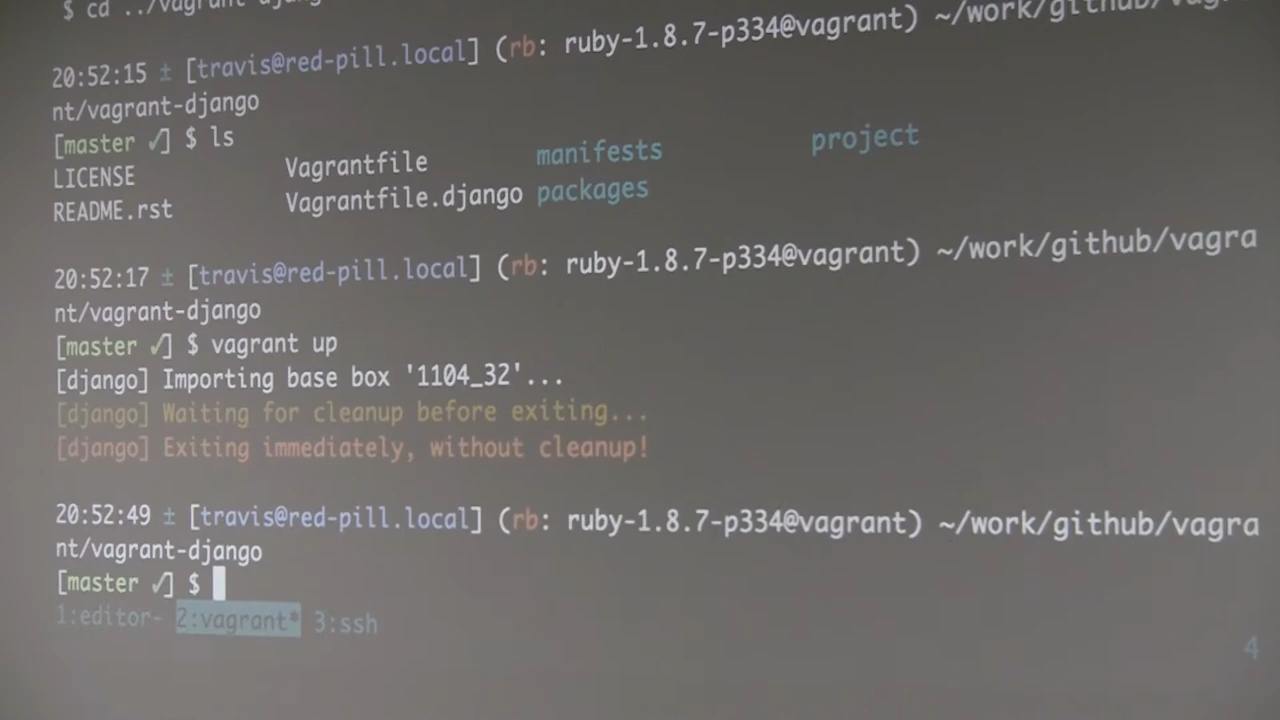 $ cd ../vagrant-django
20:52:15 ± [travis@red-pill.local] (rb: ruby-1.8.7-p334@vagrant) ~/work/github/vagra
nt/vagrant-django
[master ✓] $ ls
LICENSE Vagrantfile manifests project
README.rst Vagrantfile.django packages
20:52:17 ± [travis@red-pill.local] (rb: ruby-1.8.7-p334@vagrant) ~/work/github/vagra
nt/vagrant-django
[master ✓] $ vagrant up
[django] Importing base box '1104_32'...
[django] Waiting for cleanup before exiting...
[django] Exiting immediately, without cleanup!
20:52:49 ± [travis@red-pill.local] (rb: ruby-1.8.7-p334@vagrant) ~/work/github/vagra
nt/vagrant-django
[master ✓] $
1:editor- 2:vagrant* 3:ssh
4